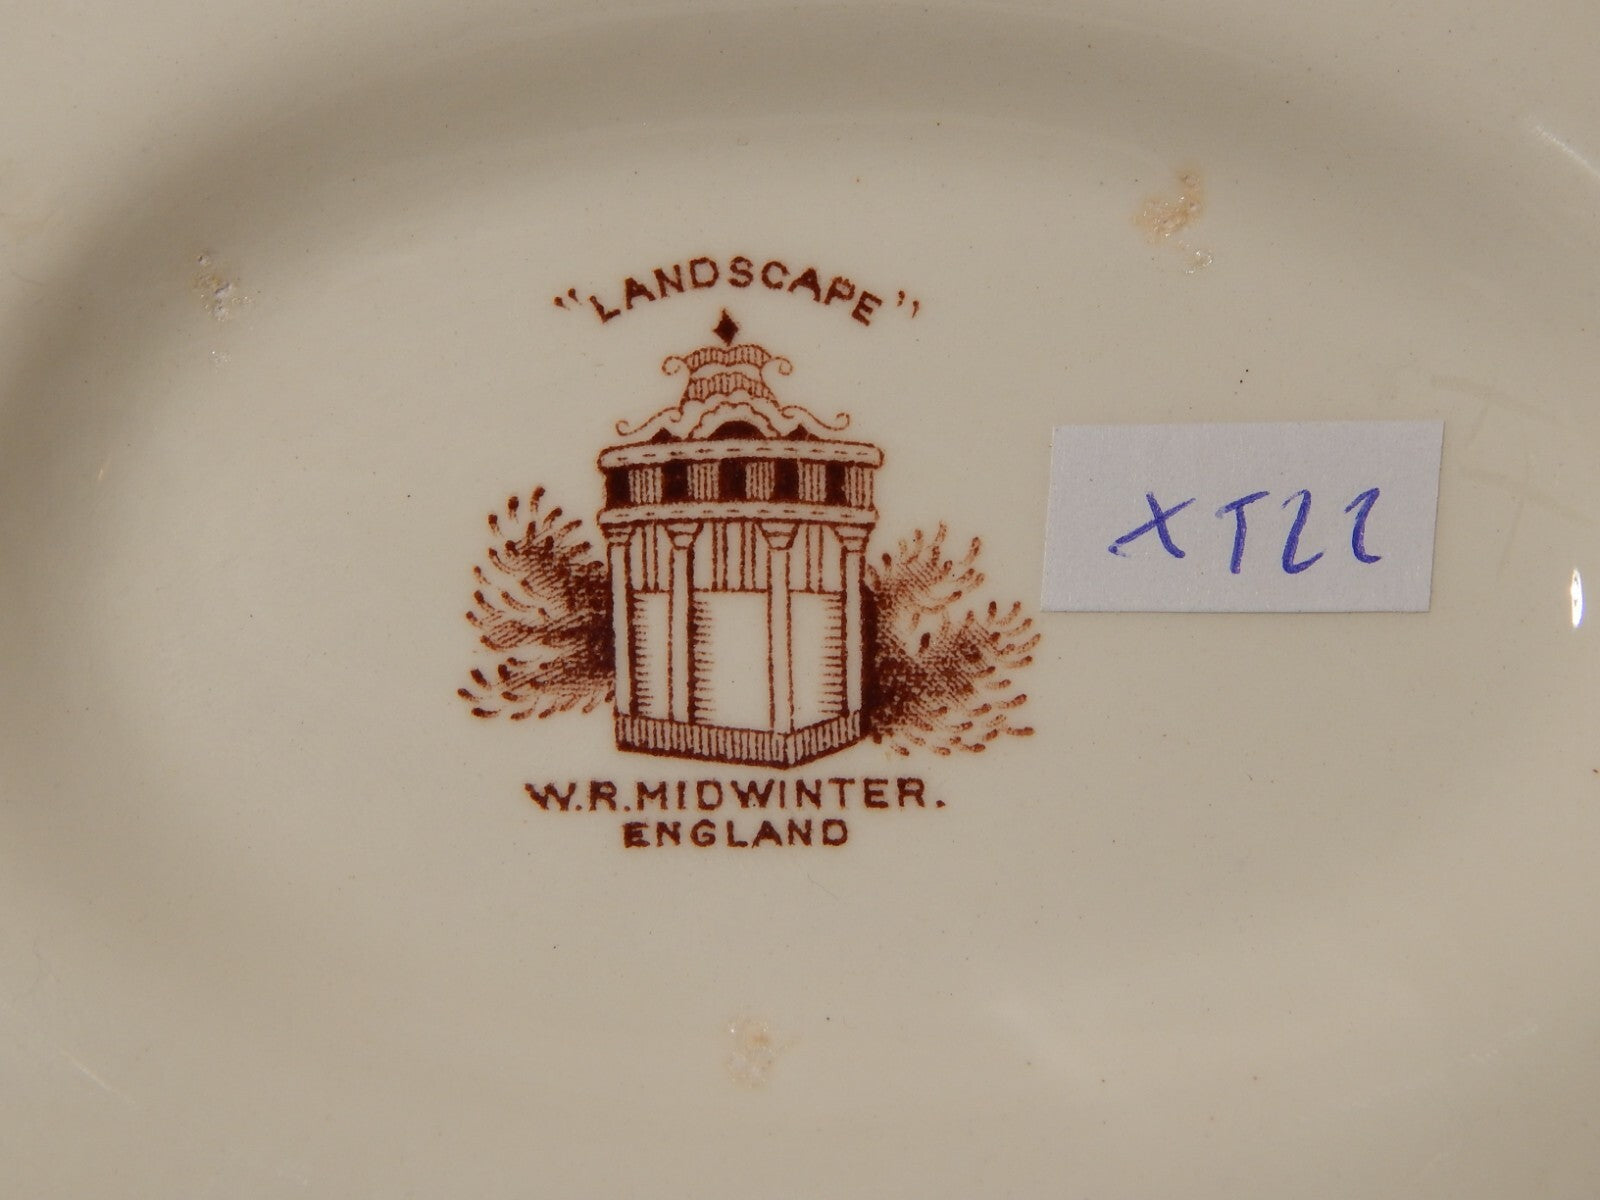 "LANDSCAPE"
W.R.MIDWINTER.
ENGLAND
XT22